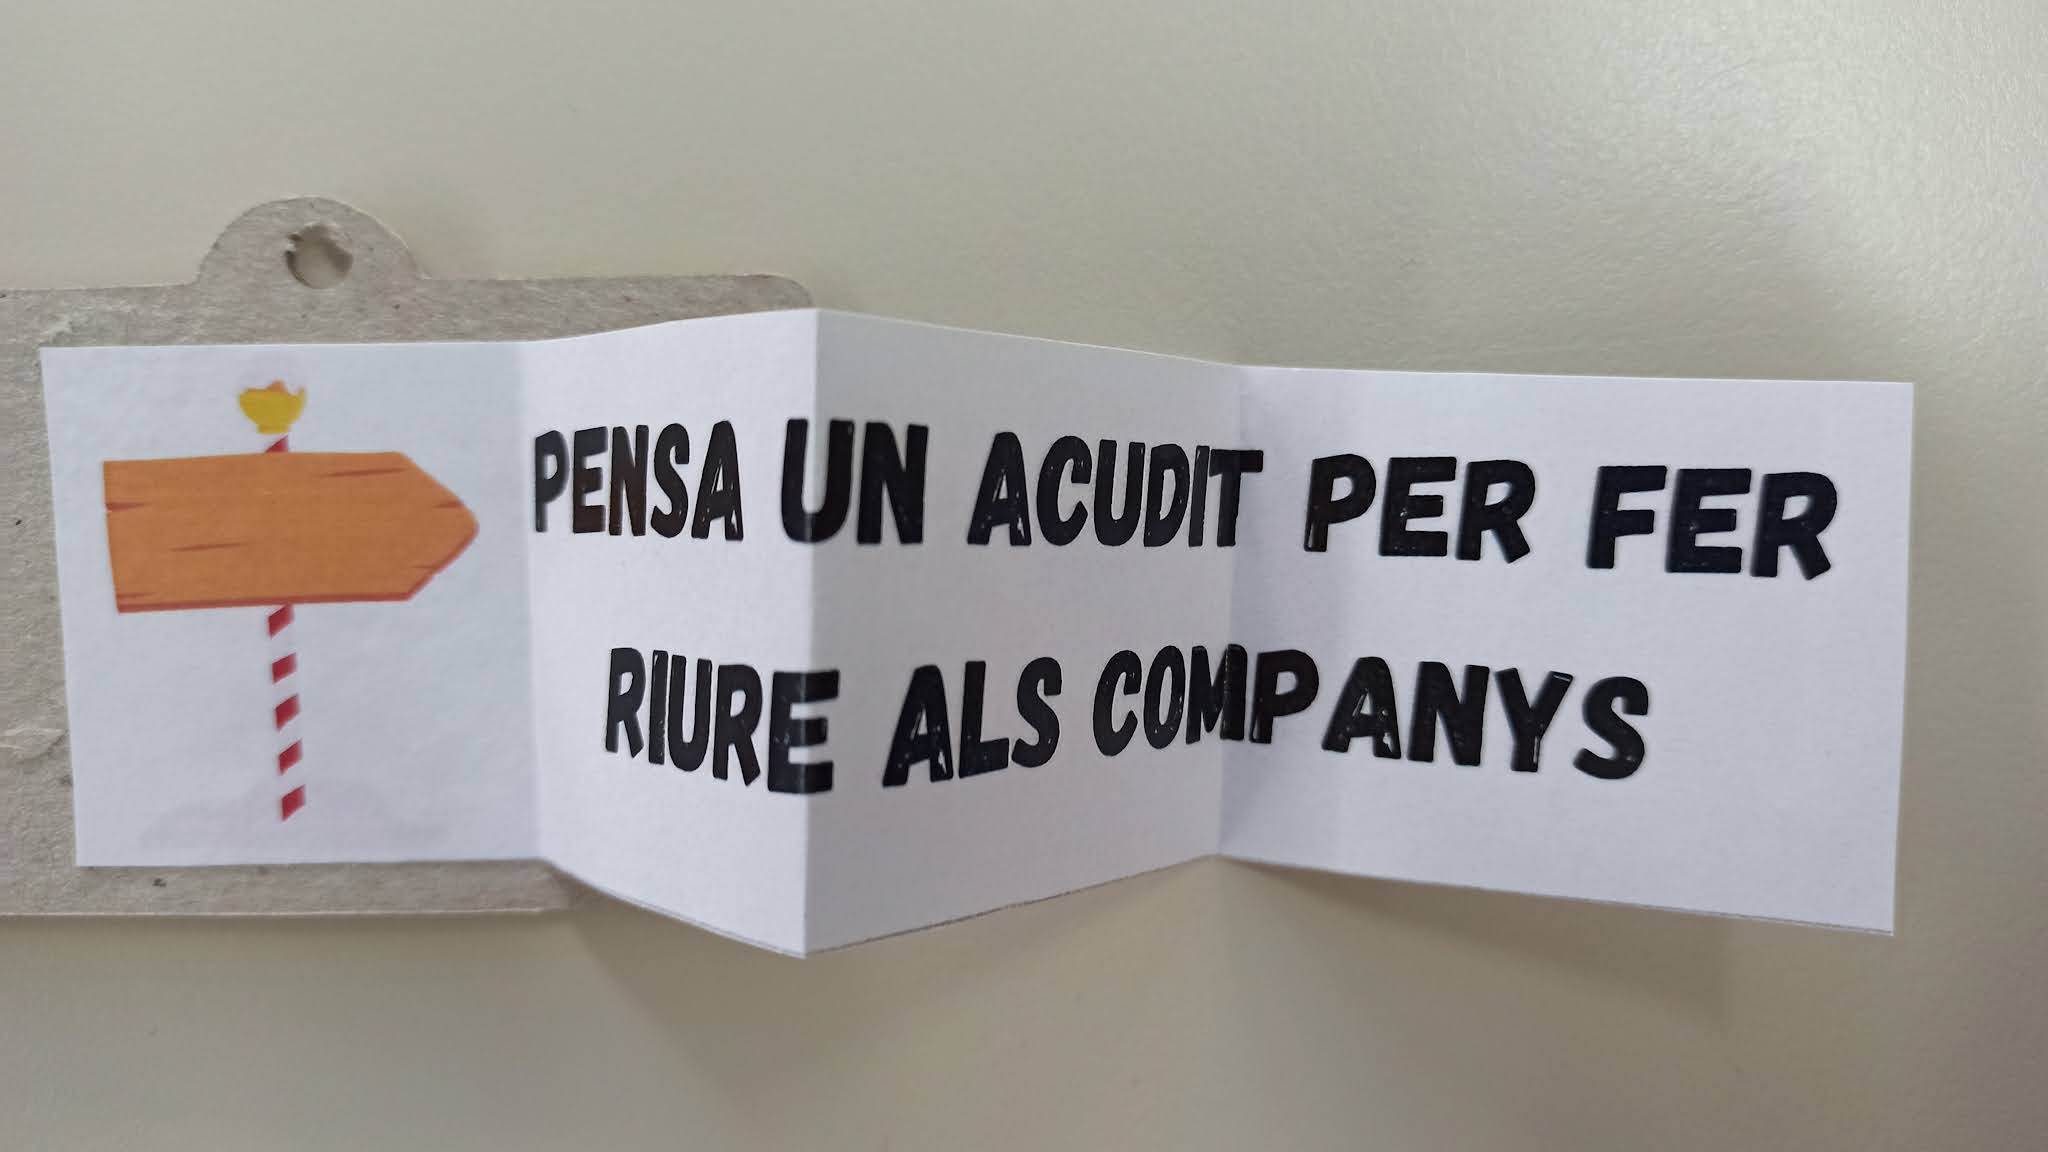 PENSA UN ACUDIT PER FER
RIURE ALS COMPANYS